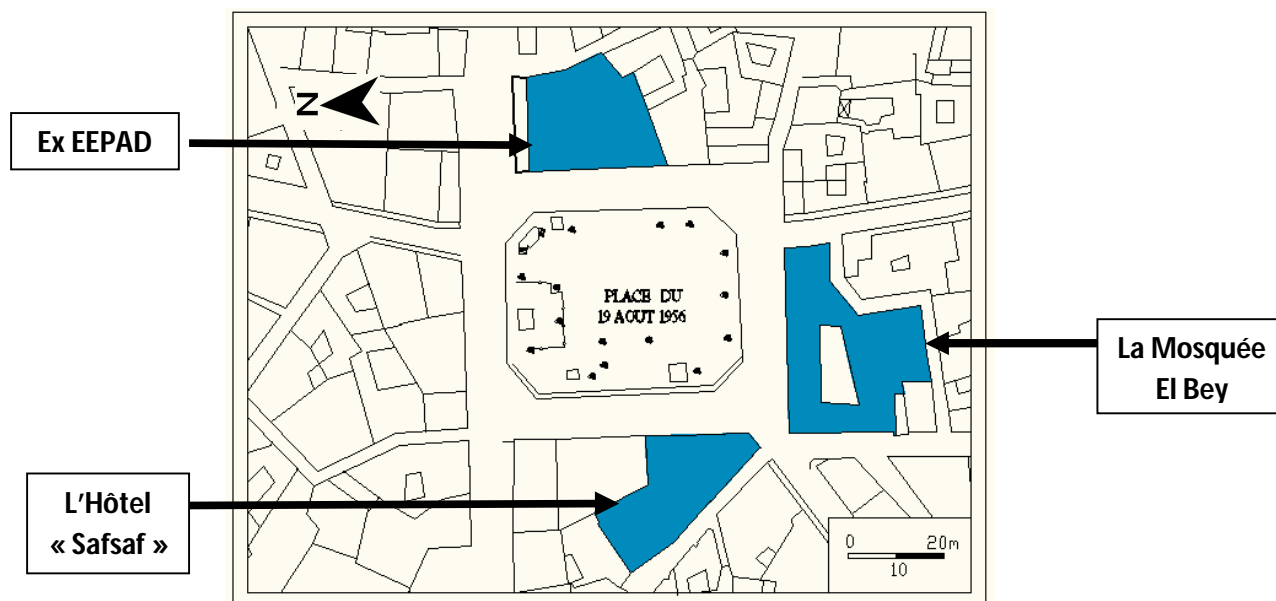 N
Ex EEPAD
PLACE DU
19 AOUT 1956
La Mosquée
El Bey
L'Hôtel
« Safsaf »
0 20m
10